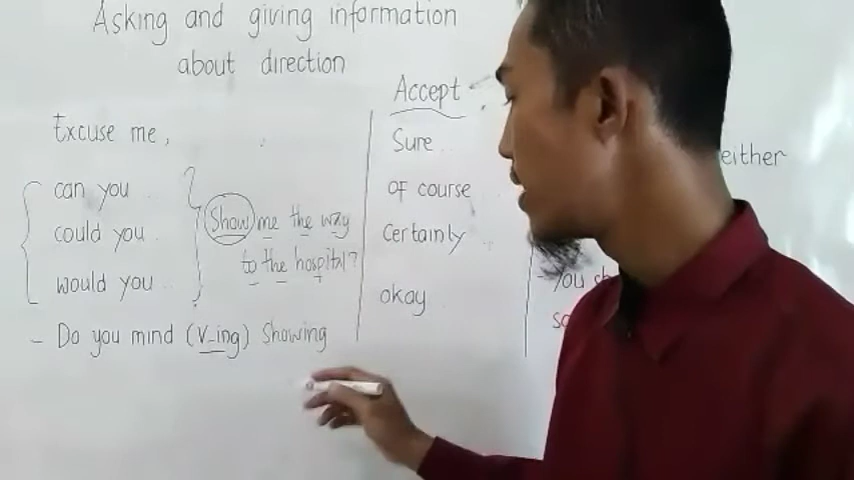 Asking and giving information
about direction
Excuse me,
can you
could you
would you
Show me the way
to the hospital?
- Do you mind (V-ing) Showing
Accept
Sure
Of course
Certainly
okay
either
You